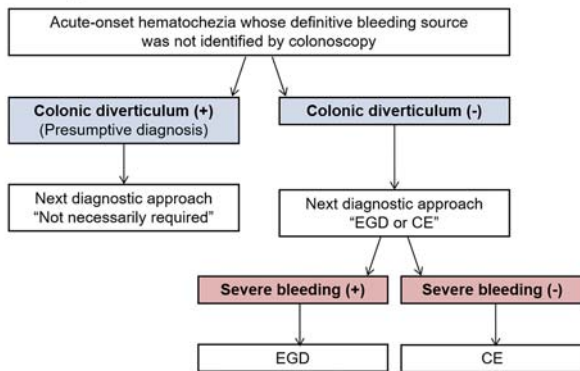 Acute-onset hematochezia whose definitive bleeding source
was not identified by colonoscopy
Colonic diverticulum (+)
(Presumptive diagnosis)
Colonic diverticulum (-)
Next diagnostic approach
“Not necessarily required”
Next diagnostic approach
“EGD or CE”
Severe bleeding (+)
Severe bleeding (-)
EGD
CE